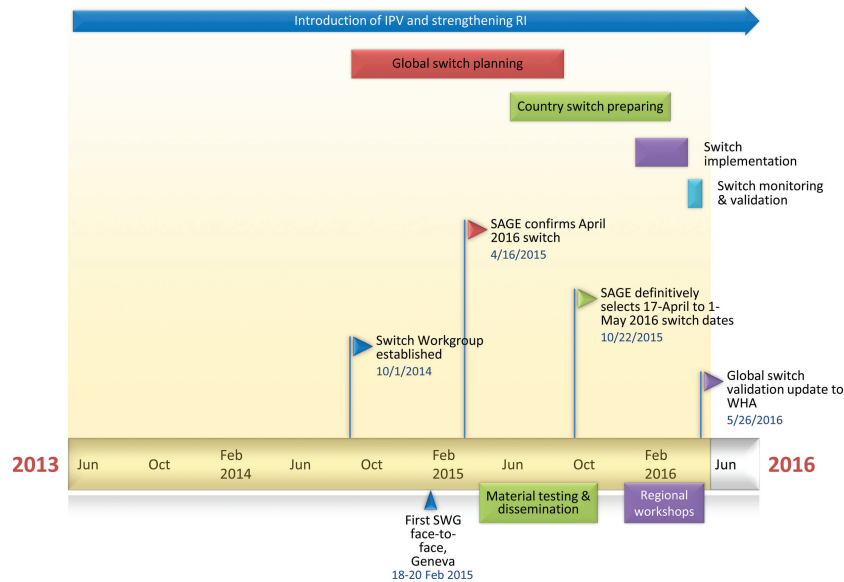 Introduction of IPV and strengthening RI
Global switch planning
Country switch preparing
Switch
implementation
Switch monitoring
& validation
SAGE confirms April
2016 switch
4/16/2015
SAGE definitively
selects 17-April to 1-
May 2016 switch dates
10/22/2015
Switch Workgroup
established
10/1/2014
Global switch
validation update to
WHA
5/26/2016
2013
Jun
Oct
Feb
2014
Jun
Oct
Feb
2015
Jun
Oct
Feb
2016
Jun
2016
Material testing &
dissemination
Regional
workshops
First SWG
face-to-
face,
Geneva
18-20 Feb 2015